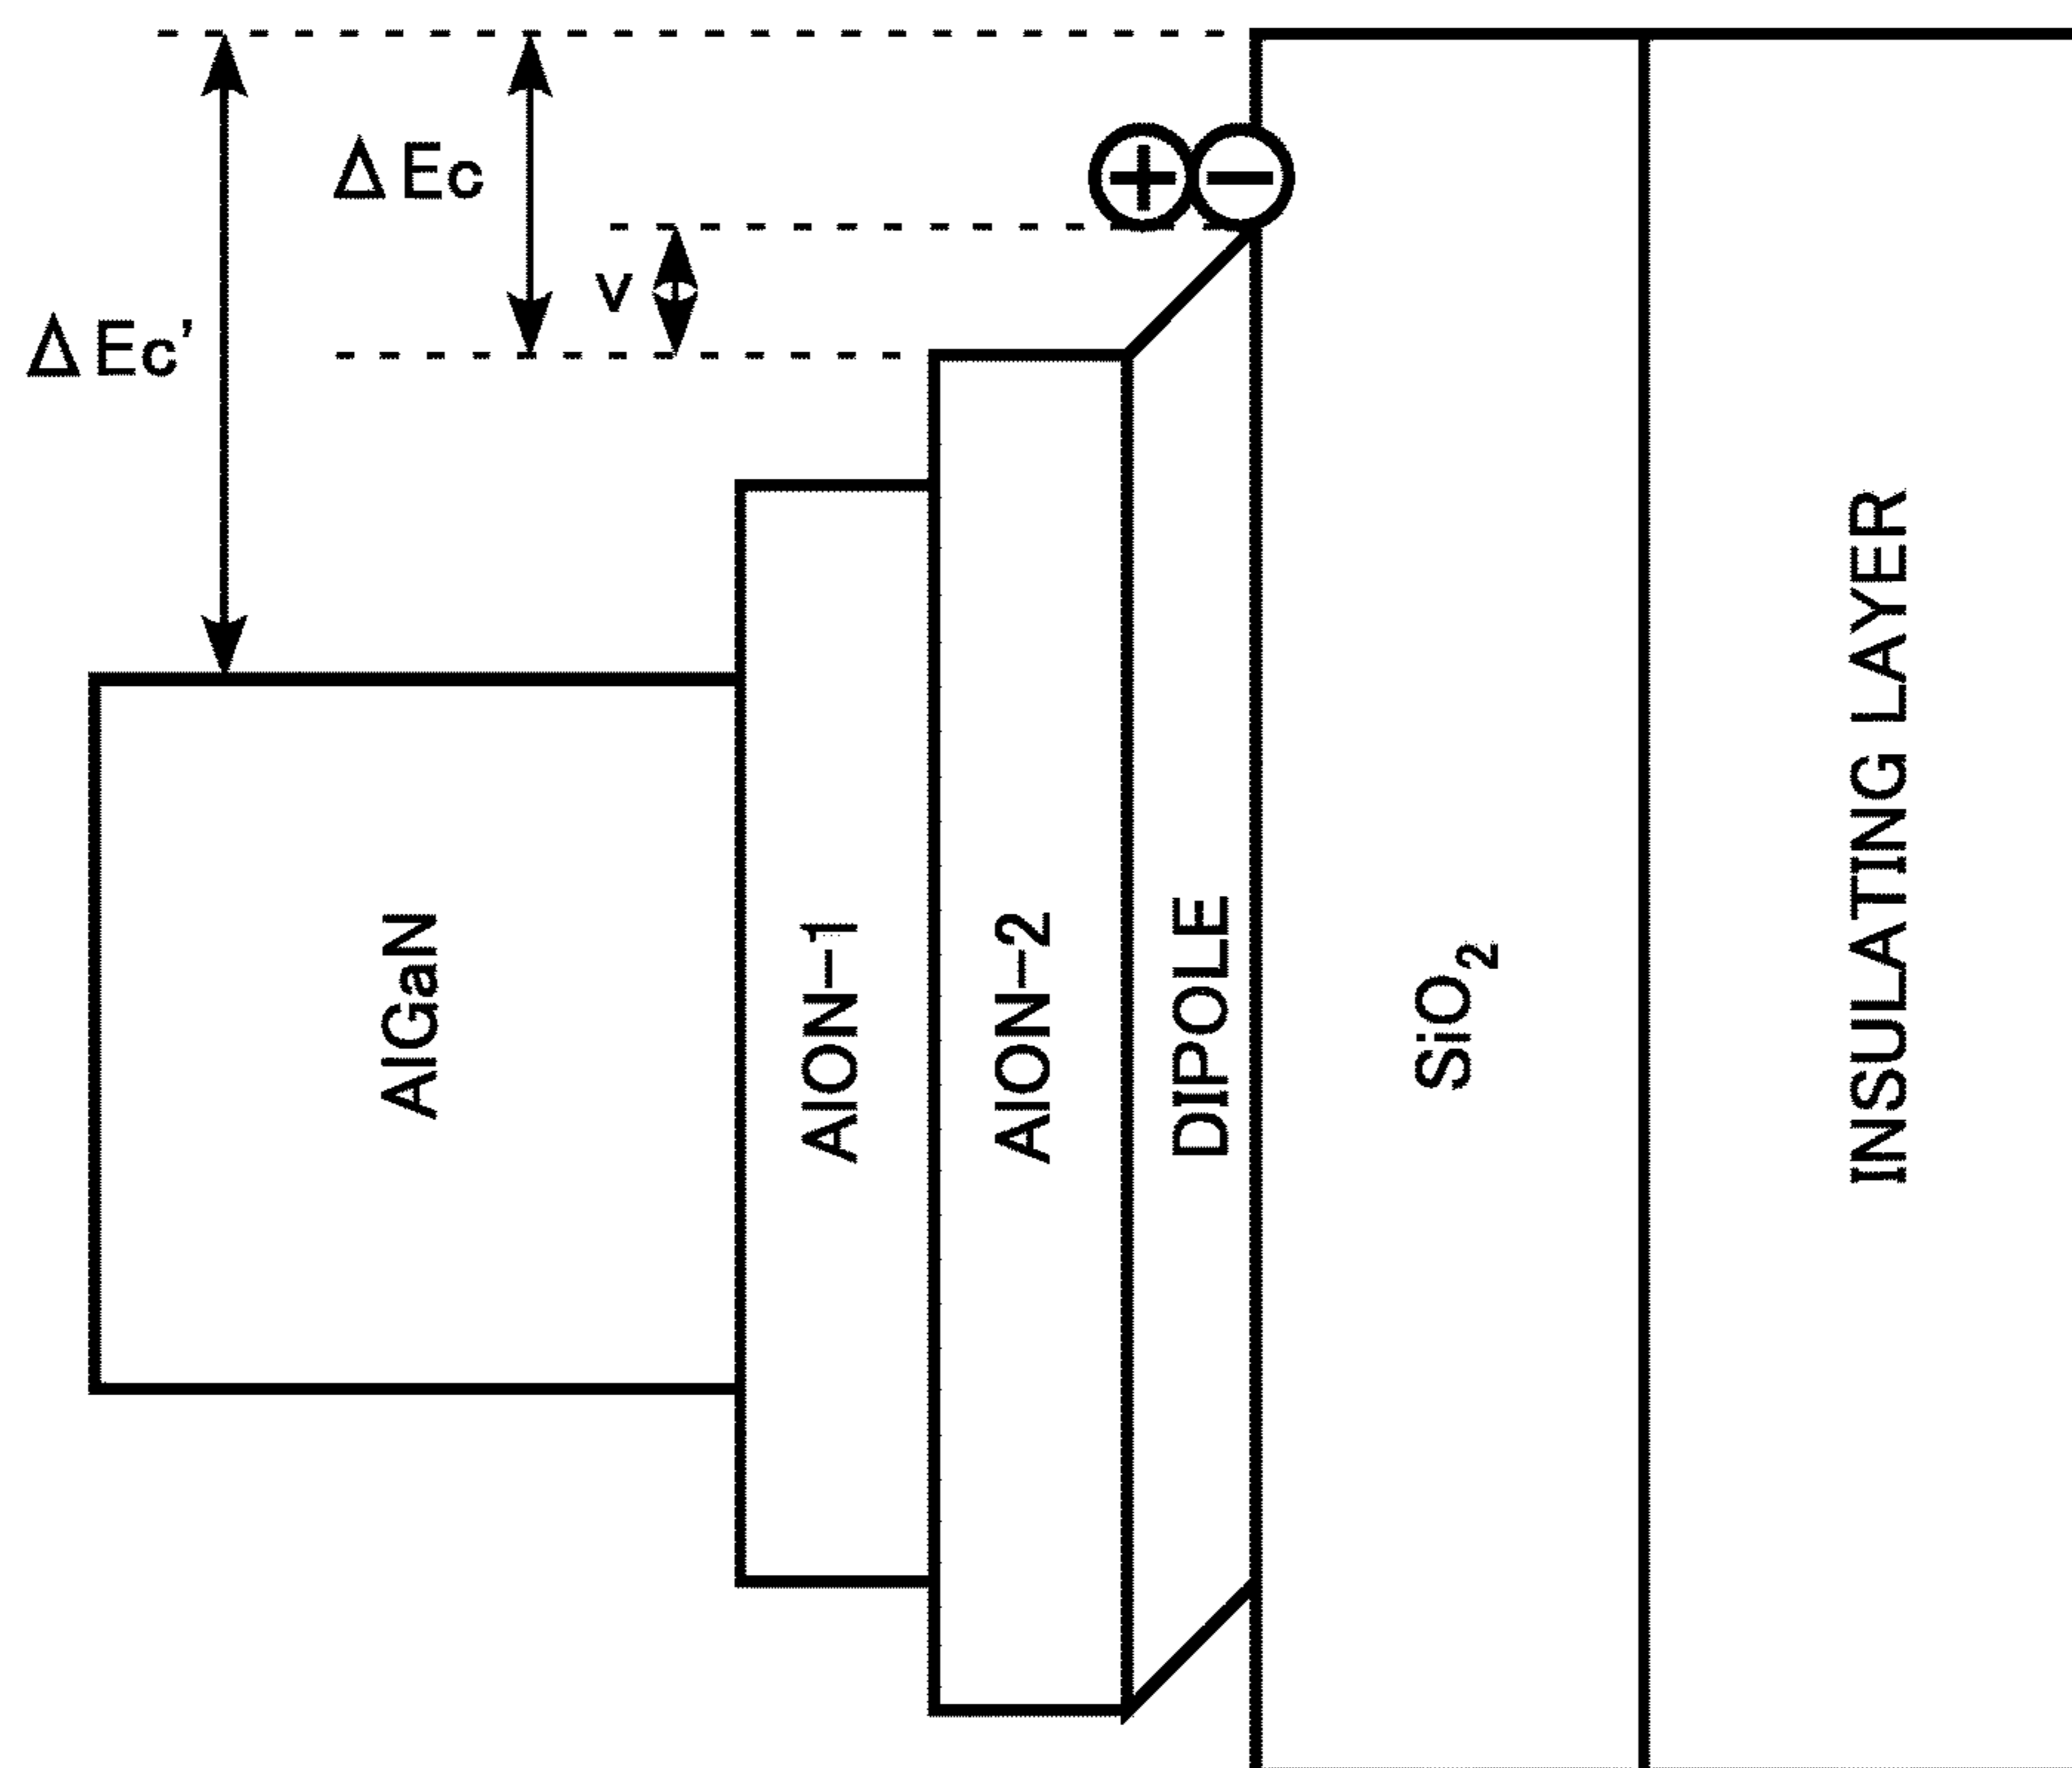 ΔEc
v
ΔEc’
AlGaN
AlON−1
AlON−2
DIPOLE
SiO₂
INSULATING LAYER